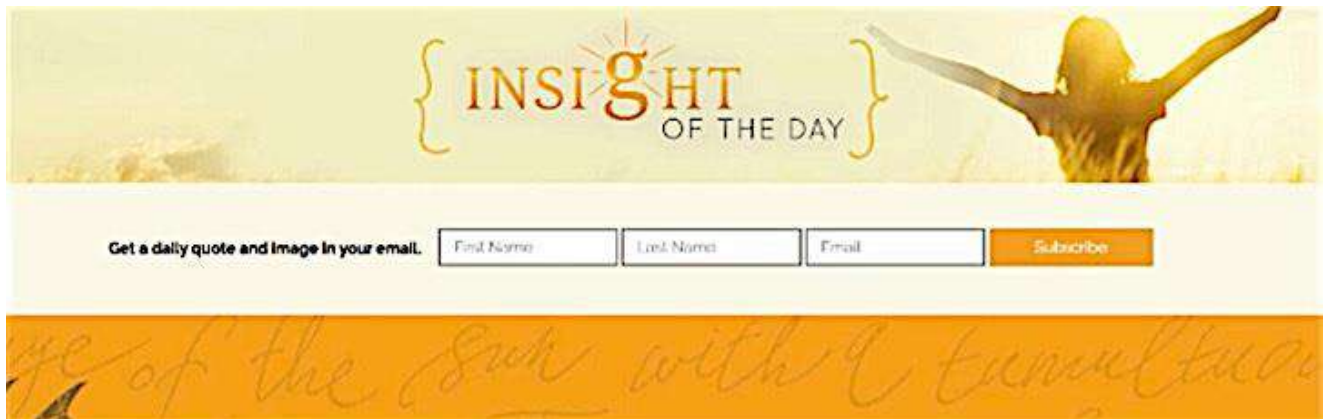 INSIGHT
OF THE DAY
Get a daily quote and image in your email. First Name Last Name Email Subscribe
of the sun with a